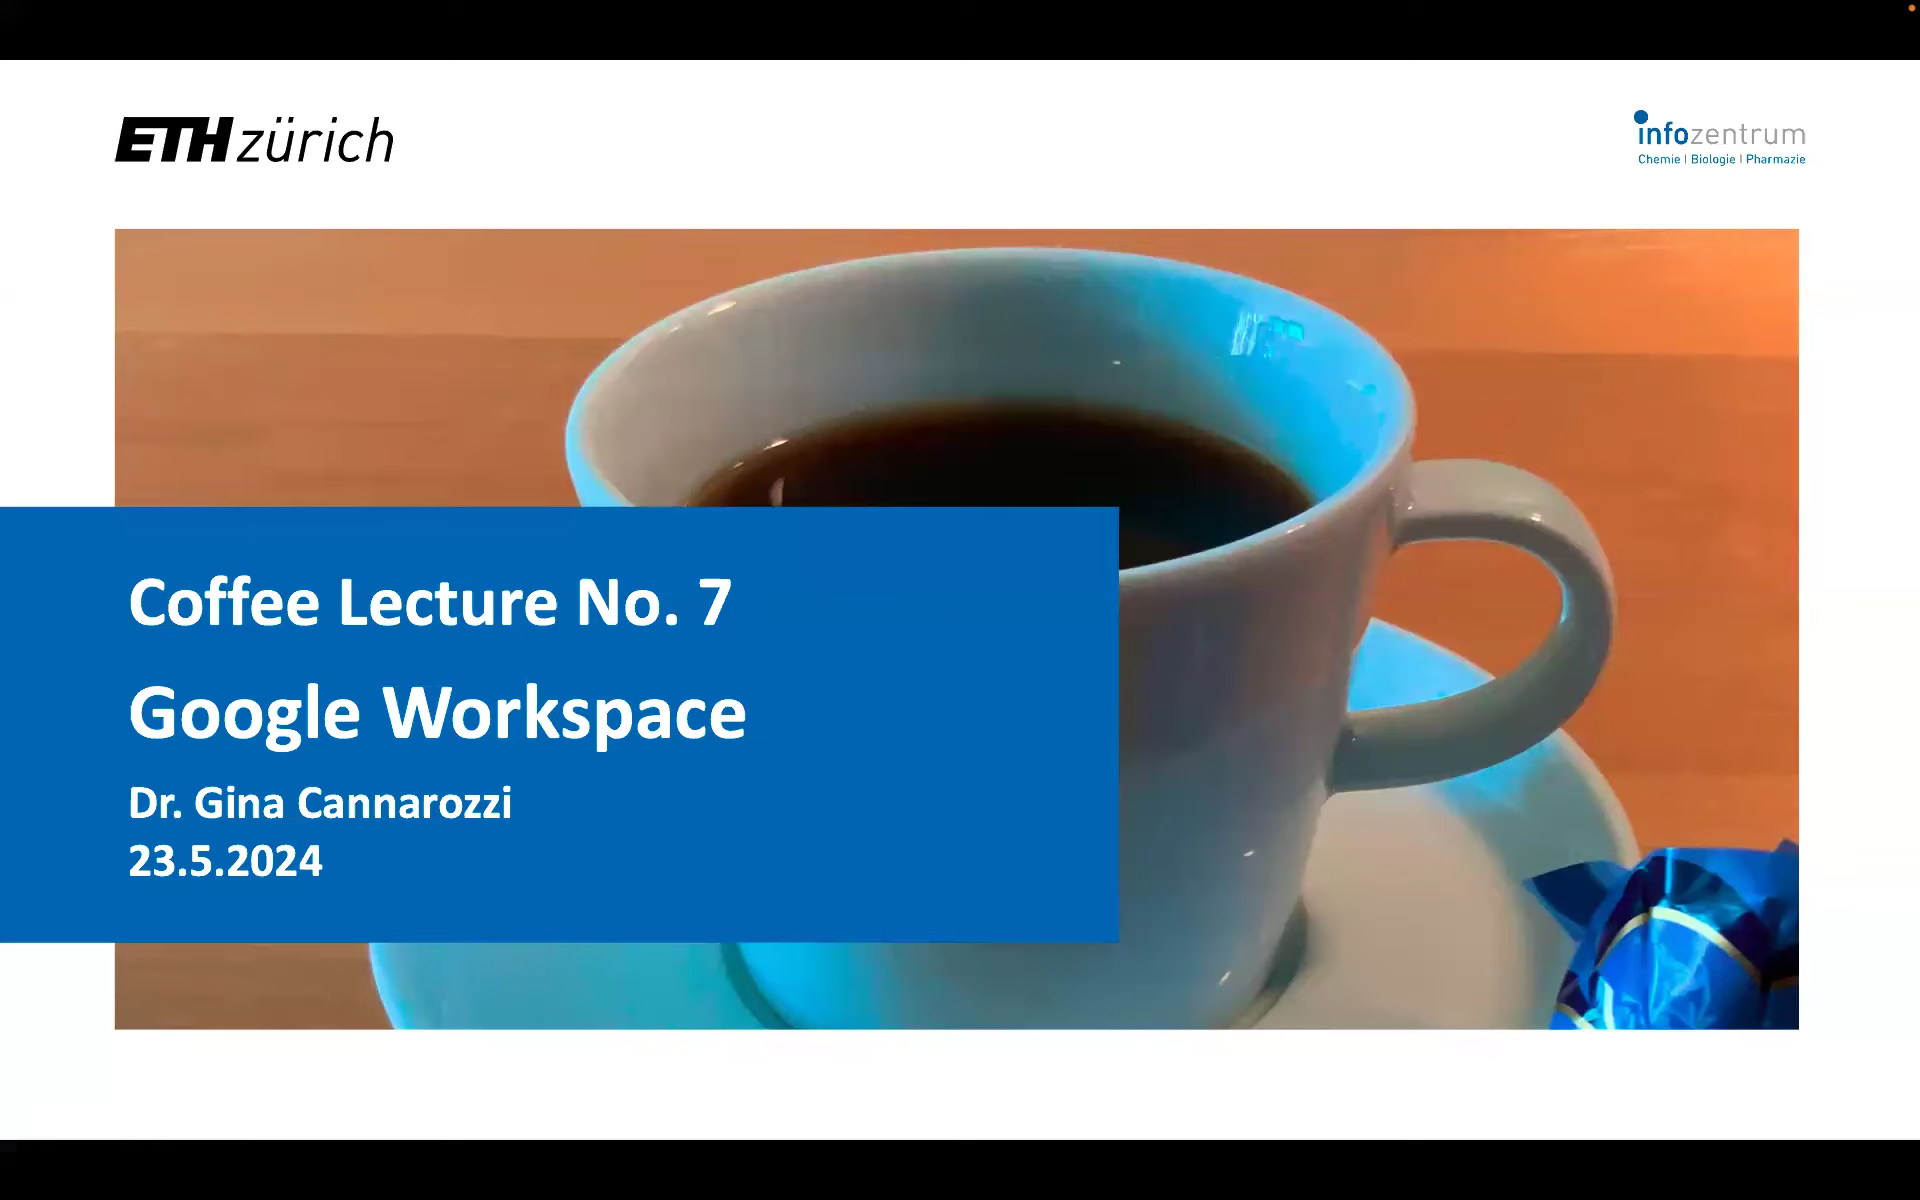 ETH zürich
infozentrum
Chemie | Biologie | Pharmazie
Coffee Lecture No. 7
Google Workspace
Dr. Gina Cannarozzi
23.5.2024